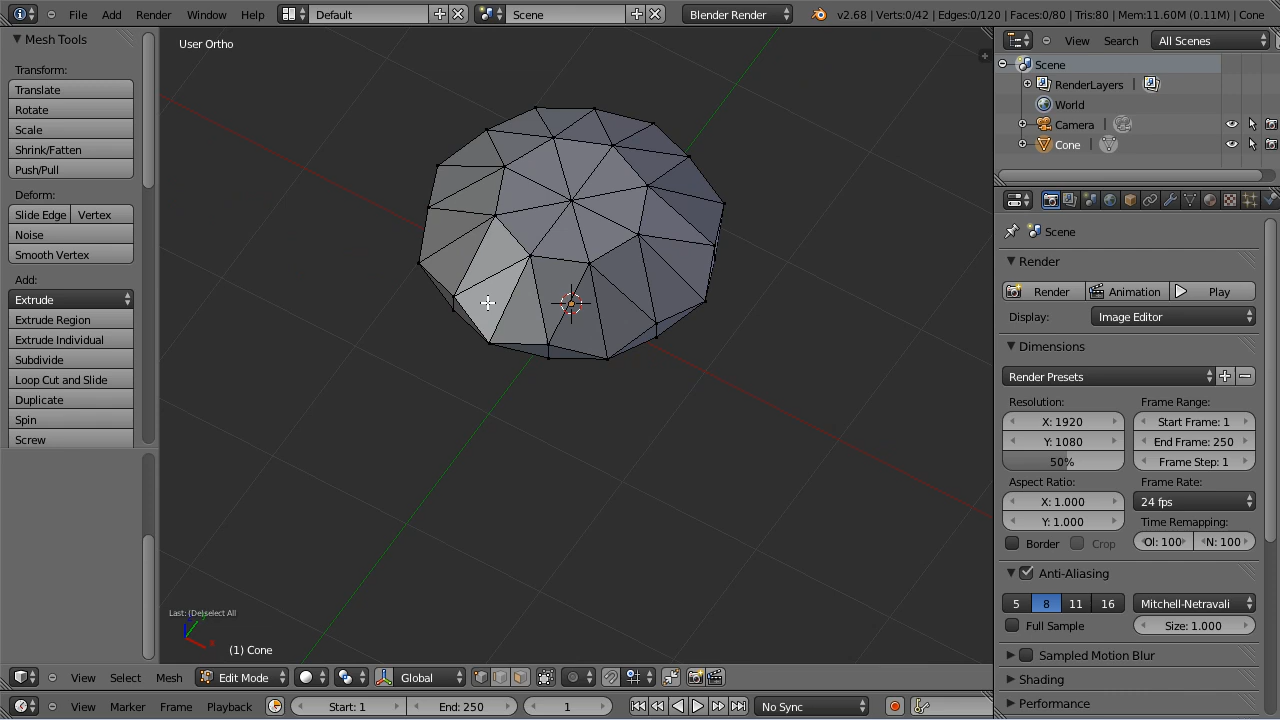 File Add Render Window Help Default Scene Blender Render v2.68 | Verts:0/42 | Edges:0/120 | Faces:0/80 | Tris:80 | Mem:11.60M (0.11M) | Cone
Mesh Tools
Transform:
Translate
Rotate
Scale
Shrink/Fatten
Push/Pull
Deform:
Slide Edge Vertex
Noise
Smooth Vertex
Add:
Extrude
Extrude Region
Extrude Individual
Subdivide
Loop Cut and Slide
Duplicate
Spin
Screw
User Ortho
Last: (De)select All
(1) Cone
View Search All Scenes
Scene
RenderLayers |
World
Camera |
Cone |
Scene
Render
Render Animation Play
Display: Image Editor
Dimensions
Render Presets
Resolution: Frame Range:
X: 1920 Start Frame: 1
Y: 1080 End Frame: 250
50% Frame Step: 1
Aspect Ratio: Frame Rate:
X: 1.000 24 fps
Y: 1.000 Time Remapping:
Border Crop Ol: 100 N: 100
Anti-Aliasing
5 8 11 16 Mitchell-Netravali
Full Sample Size: 1.000
Sampled Motion Blur
Shading
Performance
View Select Mesh Edit Mode Global
View Marker Frame Playback Start: 1 End: 250 1 No Sync